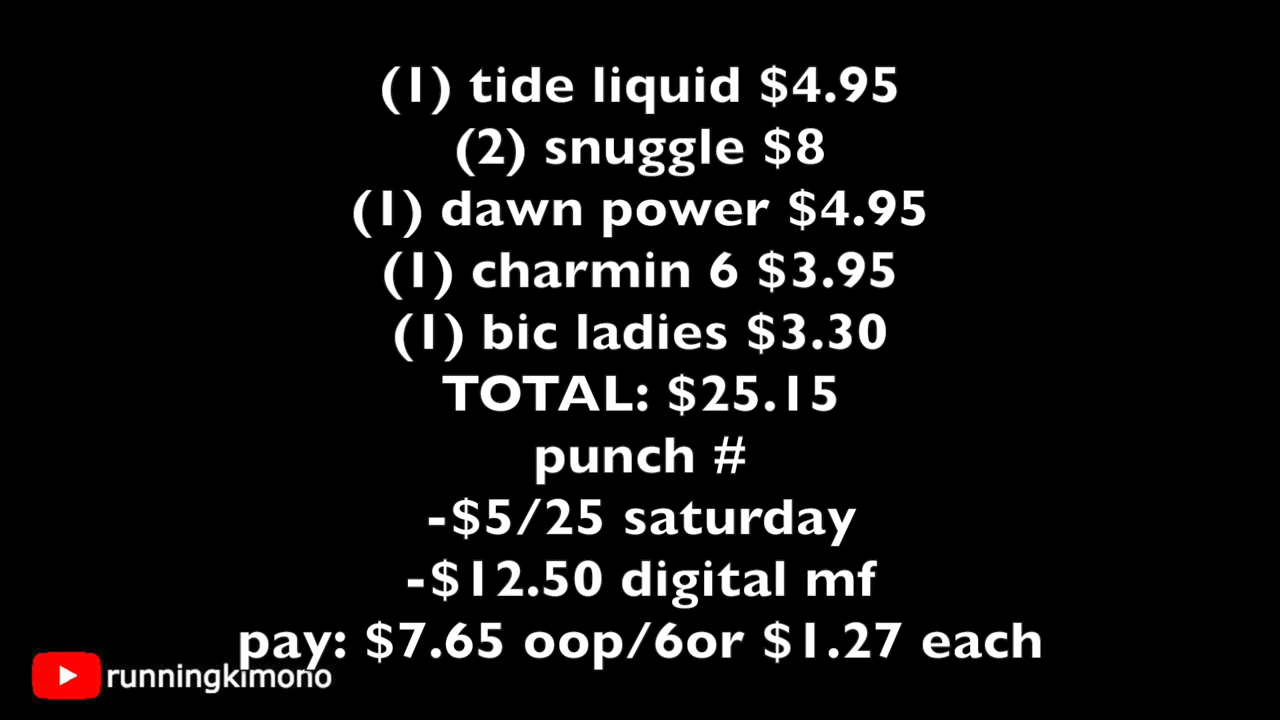 (1) tide liquid $4.95
(2) snuggle $8
(1) dawn power $4.95
(1) charmin 6 $3.95
(1) bic ladies $3.30
TOTAL: $25.15
punch #
-$5/25 saturday
-$12.50 digital mf
pay: $7.65 oop/6or $1.27 each
runningkimono